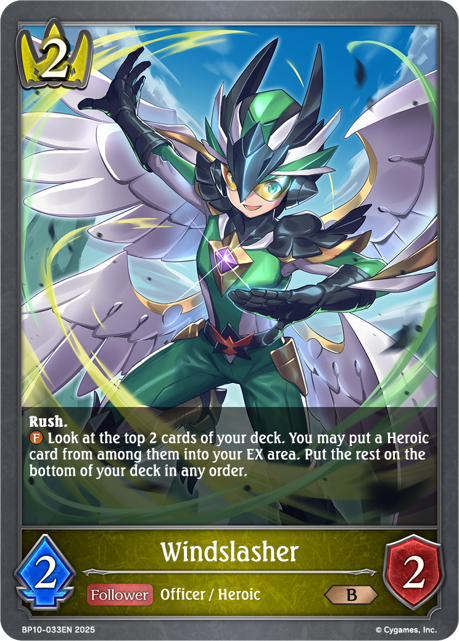 2
Rush.
F Look at the top 2 cards of your deck. You may put a Heroic
card from among them into your EX area. Put the rest on the
bottom of your deck in any order.
Windslasher
2
Follower Officer / Heroic
B
2
BP10-033EN 2025
© Cygames, Inc.